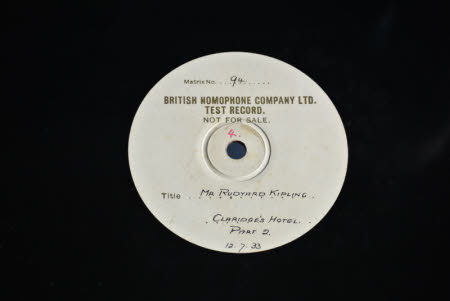 Matrix No. ...94......
BRITISH HOMOPHONE COMPANY LTD.
TEST RECORD.
NOT FOR SALE.
4.
Title . MR RUDYARD KIPLING.
. CLARIDGE'S HOTEL. .
PART 2.
12.7.33